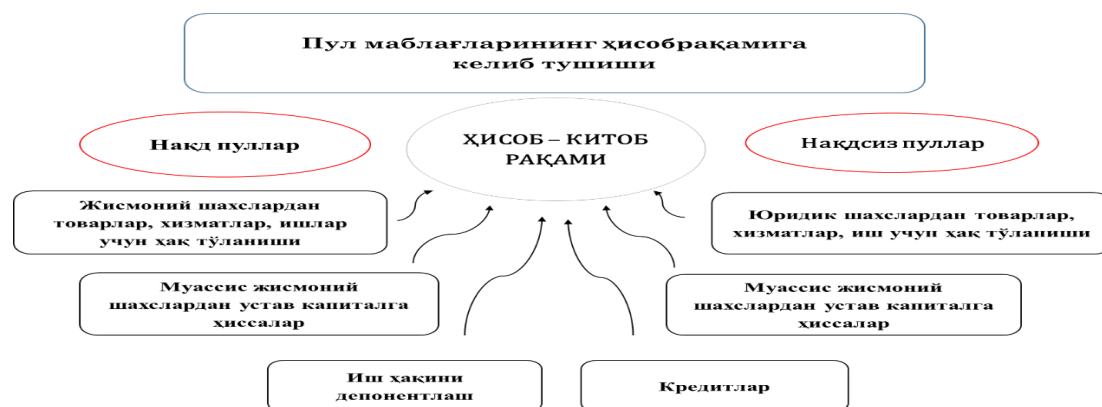 Пул маблағларининг ҳисобрақамига
келиб тушиши
Нақд пуллар
ҲИСОБ – КИТОБ
РАҚАМИ
Нақдсиз пуллар
Жисмоний шахслардан
товарлар, хизматлар, ишлар
учун ҳақ тўланиши
Юридик шахслардан товарлар,
хизматлар, иш учун ҳақ тўланиши
Муассис жисмоний
шахслардан устав капиталга
ҳиссалар
Муассис жисмоний
шахслардан устав капиталга
ҳиссалар
Иш ҳақини
депонентлаш
Кредитлар